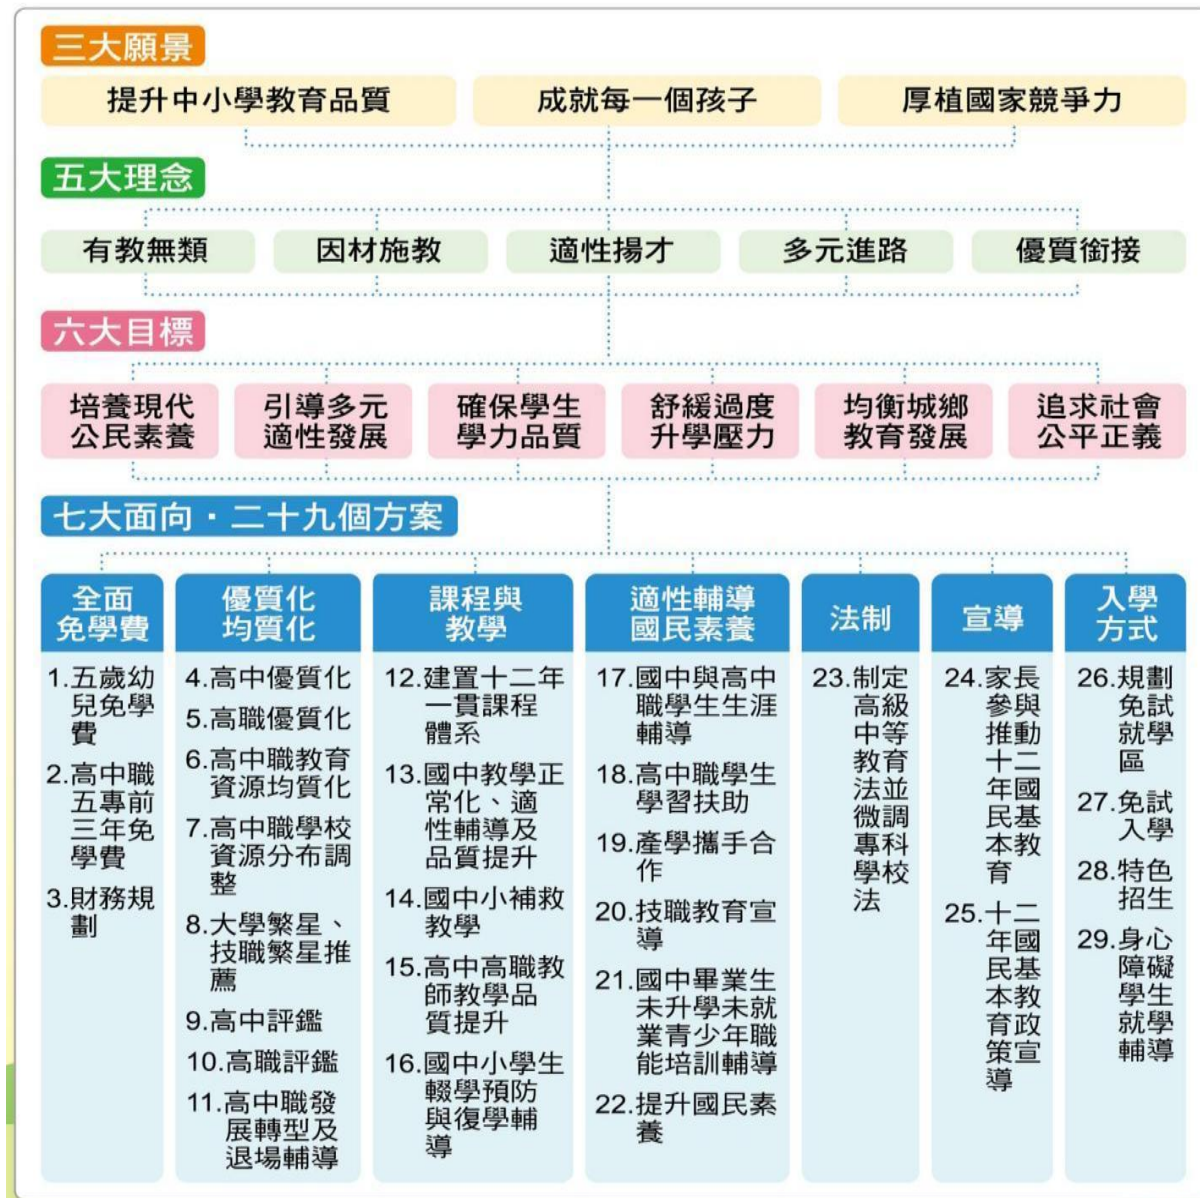 三大願景
提升中小學教育品質
成就每一個孩子
厚植國家競爭力
五大理念
有教無類
因材施教
適性揚才
多元進路
優質銜接
六大目標
培養現代
公民素養
引導多元
適性發展
確保學生
學力品質
舒緩過度
升學壓力
均衡城鄉
教育發展
追求社會
公平正義
七大面向・二十九個方案
全面
免學費
1.五歲幼
兒免學
費
2.高中職
五專前
三年免
學費
3.財務規
劃
優質化
均質化
4.高中優質化
5.高職優質化
6.高中職教育
資源均質化
7.高中職學校
資源分布調
整
8.大學繁星、
技職繁星推
薦
9.高中評鑑
10.高職評鑑
11.高中職發
展轉型及
退場輔導
課程與
教學
12.建置十二年
一貫課程
體系
13.國中教學正
常化、適
性輔導及
品質提升
14.國中小補救
教學
15.高中高職教
師教學品
質提升
16.國中小學生
輟學預防
與復學輔
導
適性輔導
國民素養
17.國中與高中
職學生生涯
輔導
18.高中職學生
學習扶助
19.產學攜手合
作
20.技職教育宣
導
21.國中畢業生
未升學未就
業青少年職
能培訓輔導
22.提升國民素
養
法制
23.制定
高級
中等
教育
法並
微調
專科
學校
法
宣導
24.家長
參與
推動
十二
年國
民基
本教
育
25.十二
年國
民基
本教
育政
策宣
導
入學
方式
26.規劃
免試
就學
區
27.免試
入學
28.特色
招生
29.身心
障礙
學生
就學
輔導